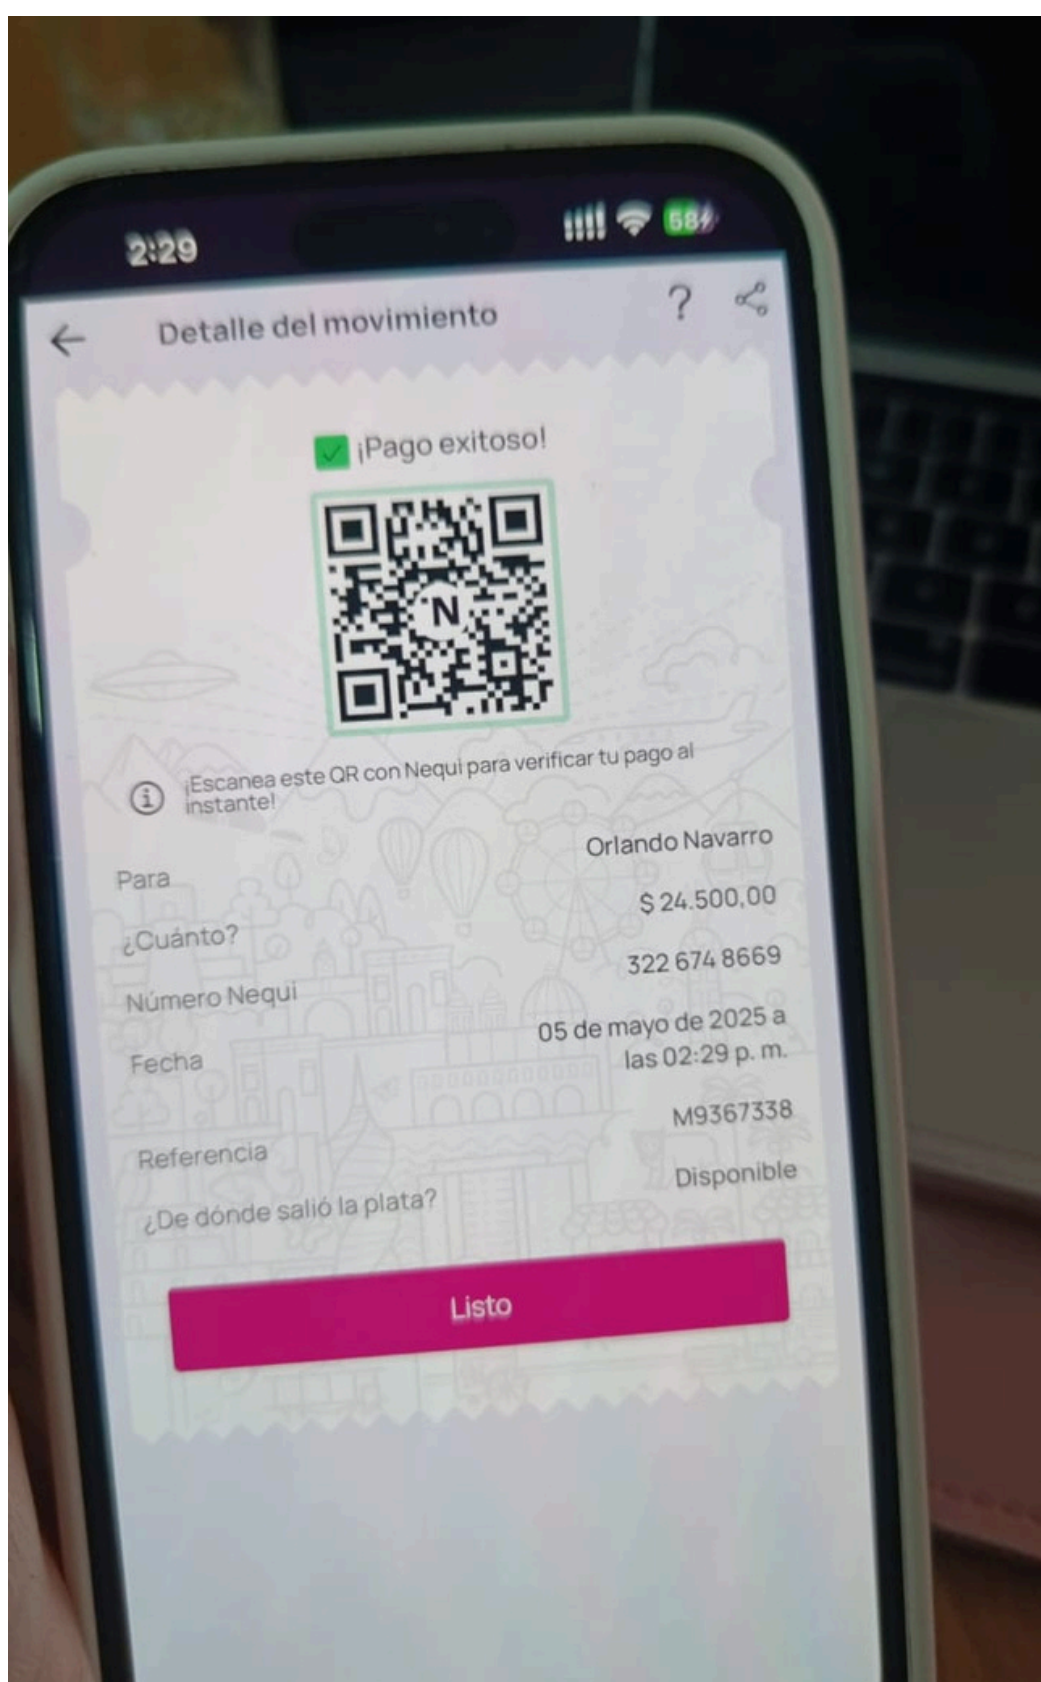 2:29
58
Detalle del movimiento
?
¡Pago exitoso!
N
¡Escanea este QR con Nequi para verificar tu pago al
instante!
Para
Orlando Navarro
¿Cuánto?
$ 24.500,00
Número Nequi
322 674 8669
Fecha
05 de mayo de 2025 a
las 02:29 p. m.
Referencia
M9367338
¿De dónde salió la plata?
Disponible
Listo